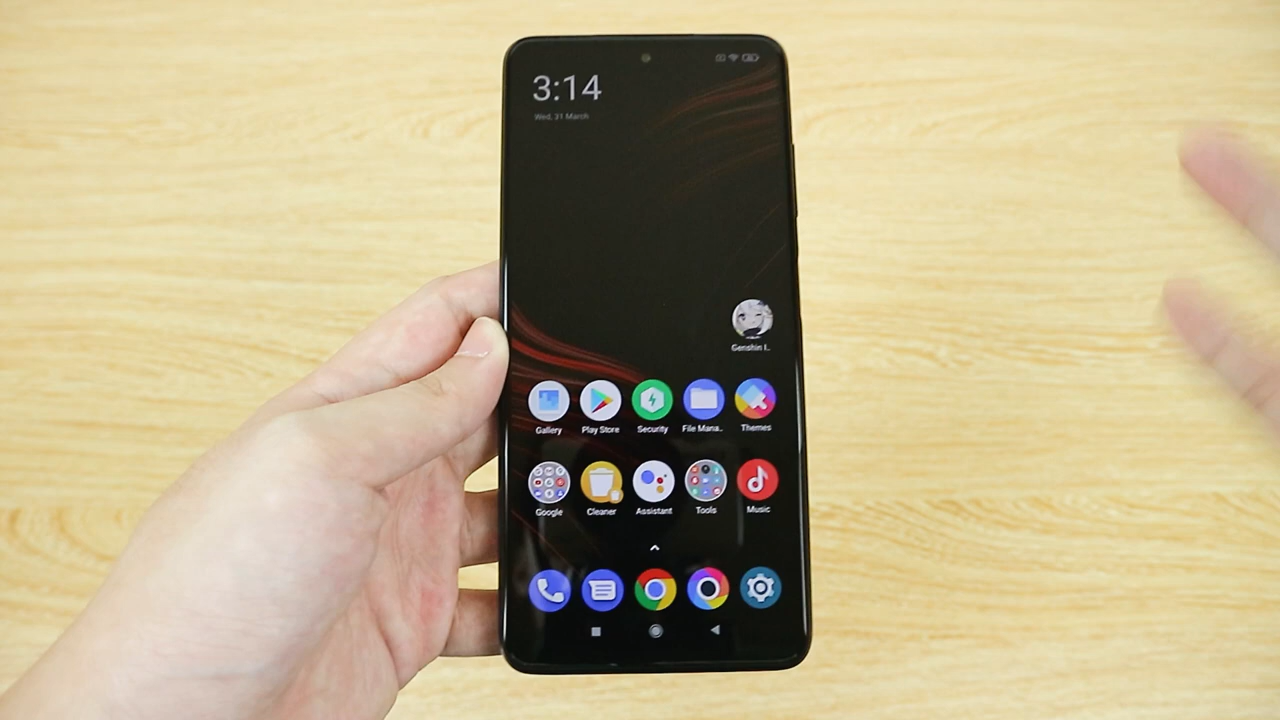 3:14
Wed, 31 March
Genshin I..
Gallery Play Store Security File Mana.. Themes
Google Cleaner Assistant Tools Music